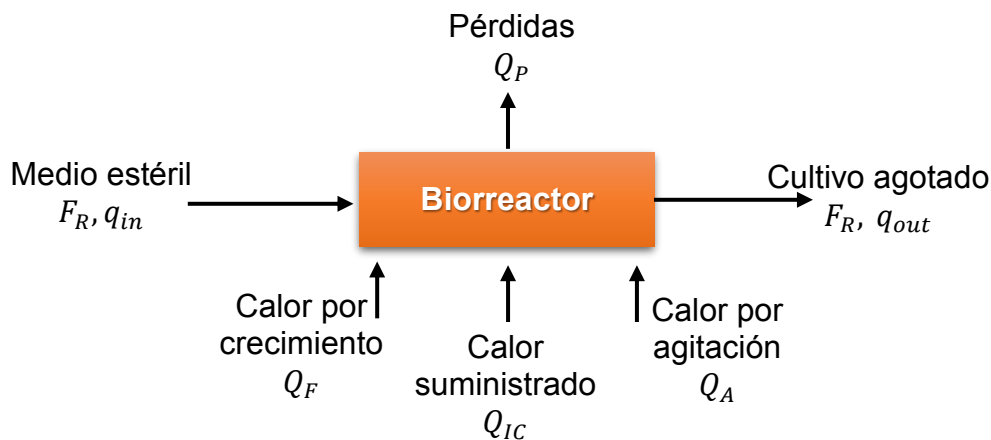 Pérdidas
Q_P
Medio estéril
F_R, q_in
Biorreactor
Cultivo agotado
F_R, q_out
Calor por
crecimiento
Q_F
Calor
suministrado
Q_IC
Calor por
agitación
Q_A